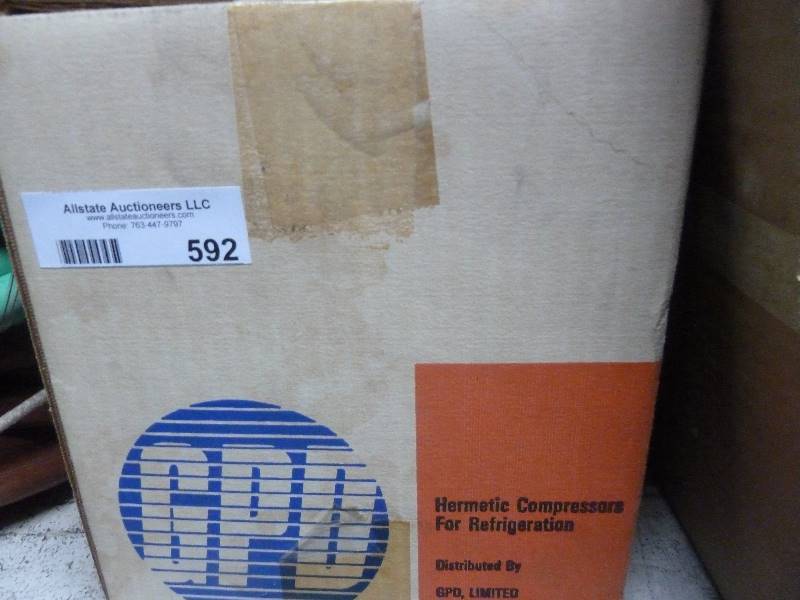 Allstate Auctioneers LLC
www.allstateauctioneers.com
Phone: 763-447-9797
592
GPD
Hermetic Compressors
For Refrigeration
Distributed By
GPD, LIMITED